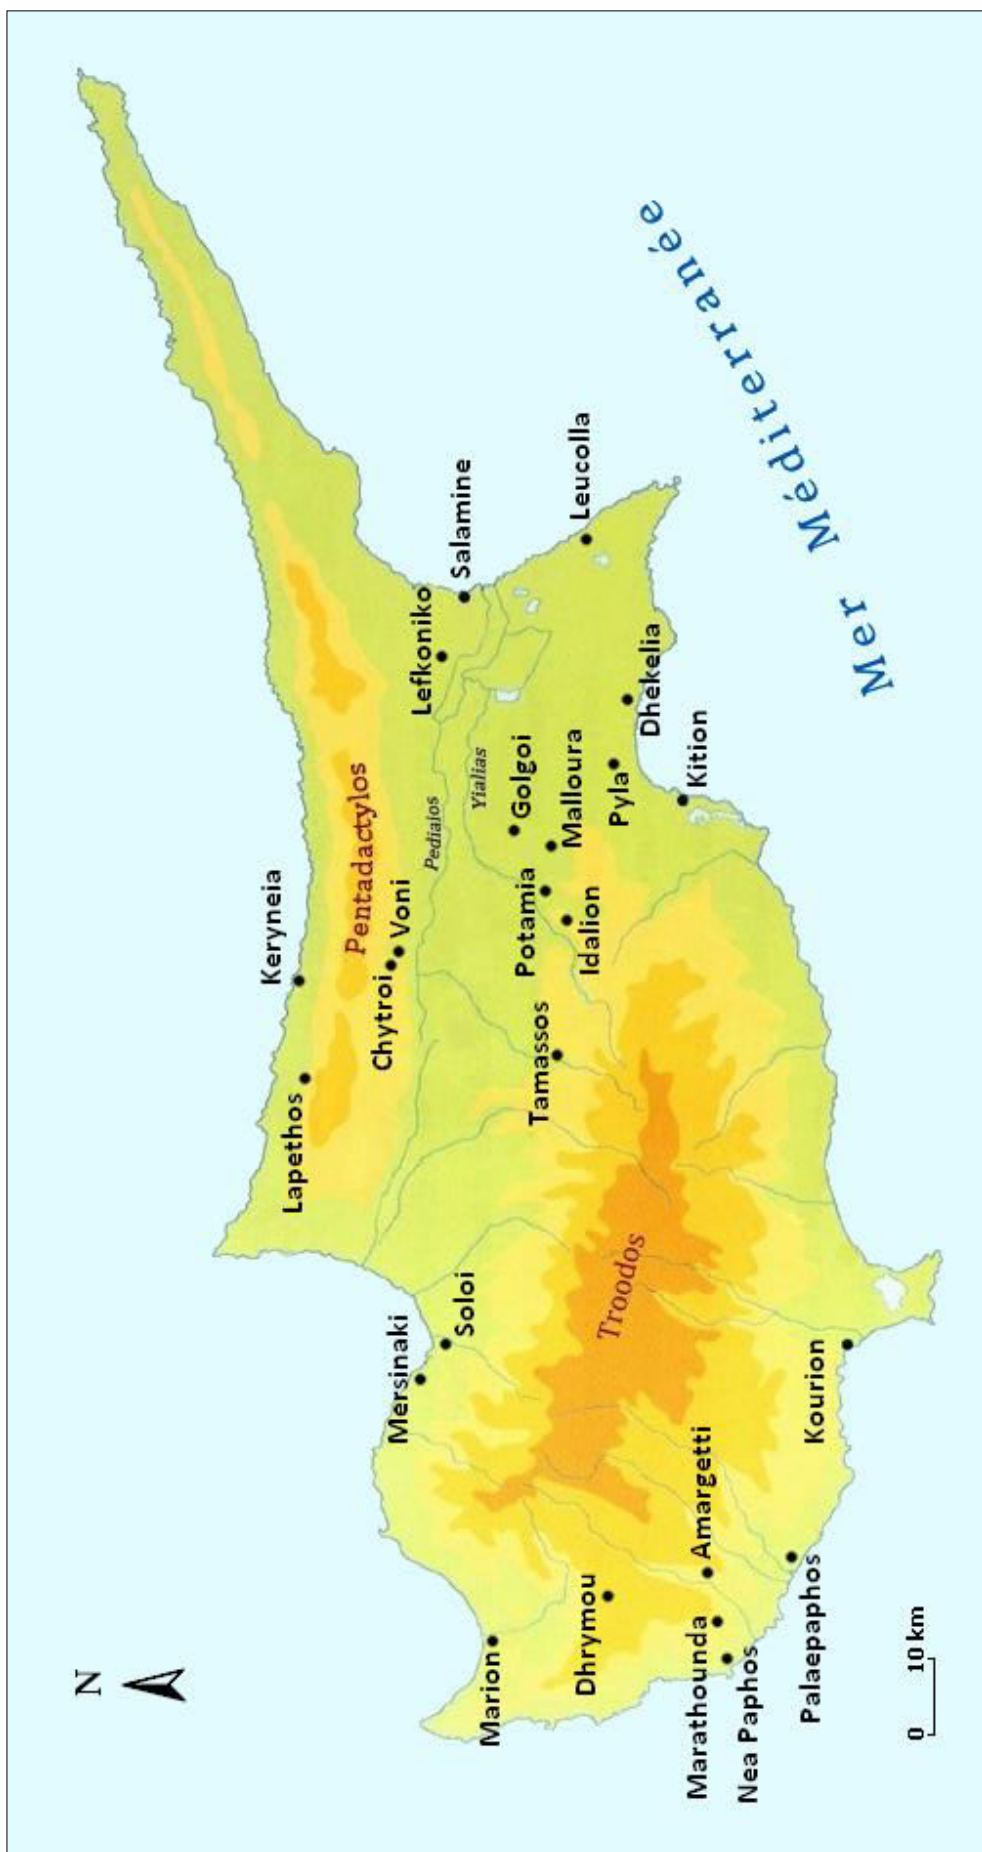 N
Keryneia
Lapethos
Pentadactylos
Chytroi
Voni
Mersinaki
Soloi
Lefkoniko
Salamine
Pediaios
Yialias
Marion
Golgoi
Potamia
Malloura
Leucolla
Tamassos
Idalion
Dhrymou
Troodos
Pyla
Dhekelia
Kition
Mer Méditerranée
Amargetti
Marathounda
Nea Paphos
Palaepaphos
Kourion
0 10 km